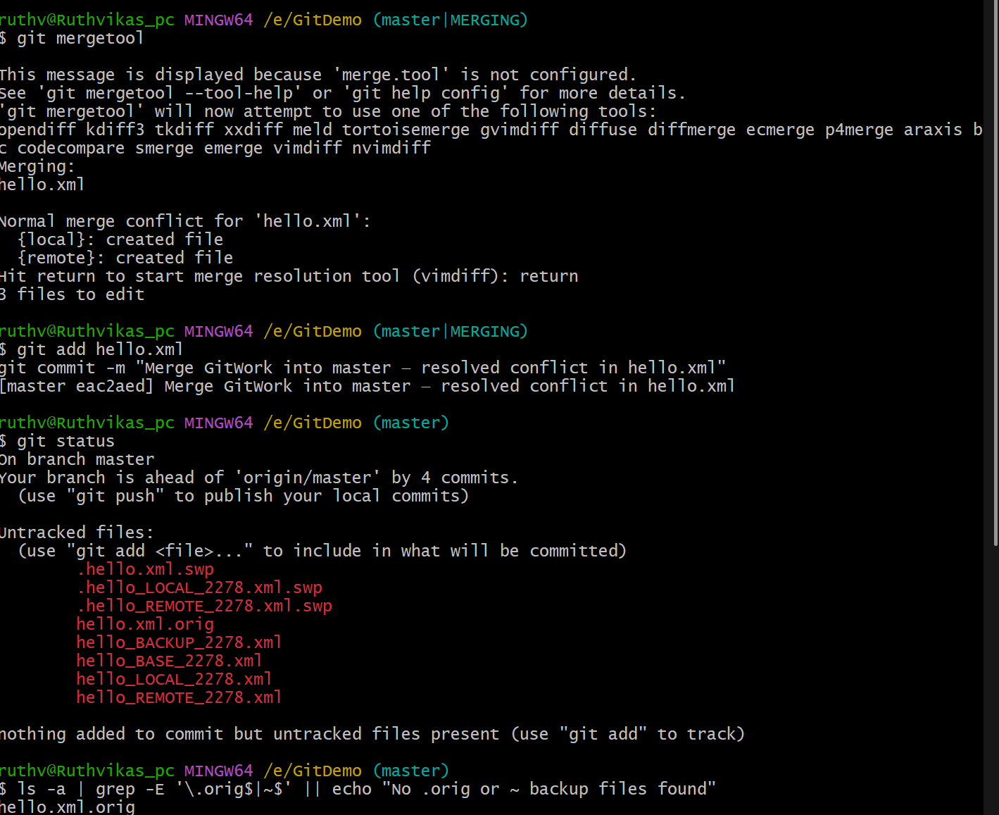 ruthv@Ruthvikas_pc MINGW64 /e/GitDemo (master|MERGING)
$ git mergetool
This message is displayed because 'merge.tool' is not configured.
See 'git mergetool --tool-help' or 'git help config' for more details.
'git mergetool' will now attempt to use one of the following tools:
opendiff kdiff3 tkdiff xxdiff meld tortoisemerge gvimdiff diffuse diffmerge ecmerge p4merge araxis b
c codecompare smerge emerge vimdiff nvimdiff
Merging:
hello.xml
Normal merge conflict for 'hello.xml':
  {local}: created file
  {remote}: created file
Hit return to start merge resolution tool (vimdiff): return
3 files to edit
ruthv@Ruthvikas_pc MINGW64 /e/GitDemo (master|MERGING)
$ git add hello.xml
git commit -m "Merge GitWork into master – resolved conflict in hello.xml"
[master eac2aed] Merge GitWork into master – resolved conflict in hello.xml
ruthv@Ruthvikas_pc MINGW64 /e/GitDemo (master)
$ git status
On branch master
Your branch is ahead of 'origin/master' by 4 commits.
  (use "git push" to publish your local commits)
Untracked files:
  (use "git add <file>..." to include in what will be committed)
        .hello.xml.swp
        .hello_LOCAL_2278.xml.swp
        .hello_REMOTE_2278.xml.swp
        hello.xml.orig
        hello_BACKUP_2278.xml
        hello_BASE_2278.xml
        hello_LOCAL_2278.xml
        hello_REMOTE_2278.xml
nothing added to commit but untracked files present (use "git add" to track)
ruthv@Ruthvikas_pc MINGW64 /e/GitDemo (master)
$ ls -a | grep -E '\.orig$|~$' || echo "No .orig or ~ backup files found"
hello.xml.orig